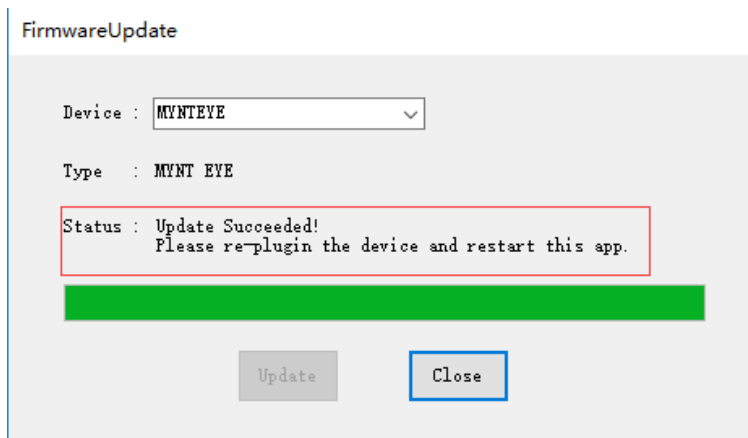 FirmwareUpdate
Device : MYNTEYE
Type : MYNT EYE
Status : Update Succeeded!
Please re-plugin the device and restart this app.
Update Close